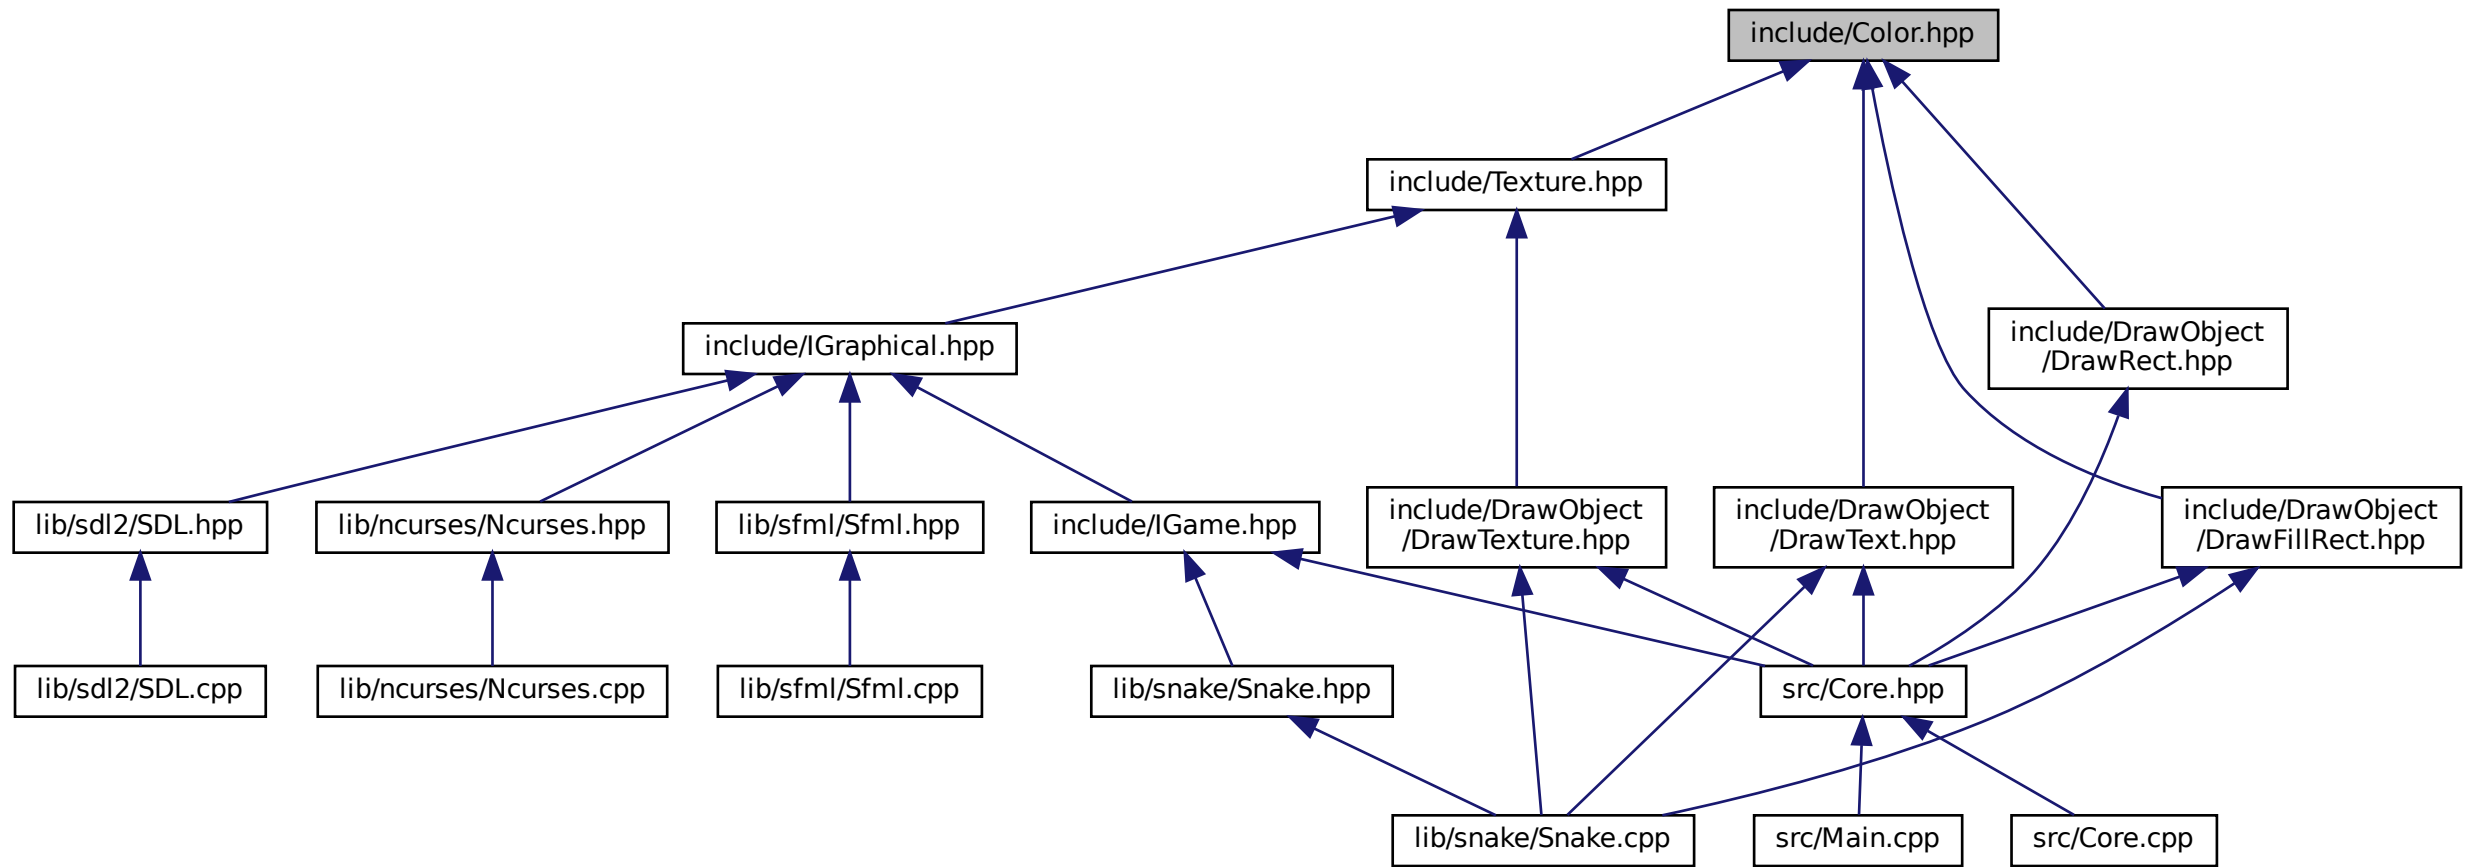 include/Color.hpp
include/Texture.hpp
include/IGraphical.hpp
include/DrawObject
/DrawRect.hpp
lib/sdl2/SDL.hpp
lib/ncurses/Ncurses.hpp
lib/sfml/Sfml.hpp
include/IGame.hpp
include/DrawObject
/DrawTexture.hpp
include/DrawObject
/DrawText.hpp
include/DrawObject
/DrawFillRect.hpp
lib/sdl2/SDL.cpp
lib/ncurses/Ncurses.cpp
lib/sfml/Sfml.cpp
lib/snake/Snake.hpp
src/Core.hpp
lib/snake/Snake.cpp
src/Main.cpp
src/Core.cpp